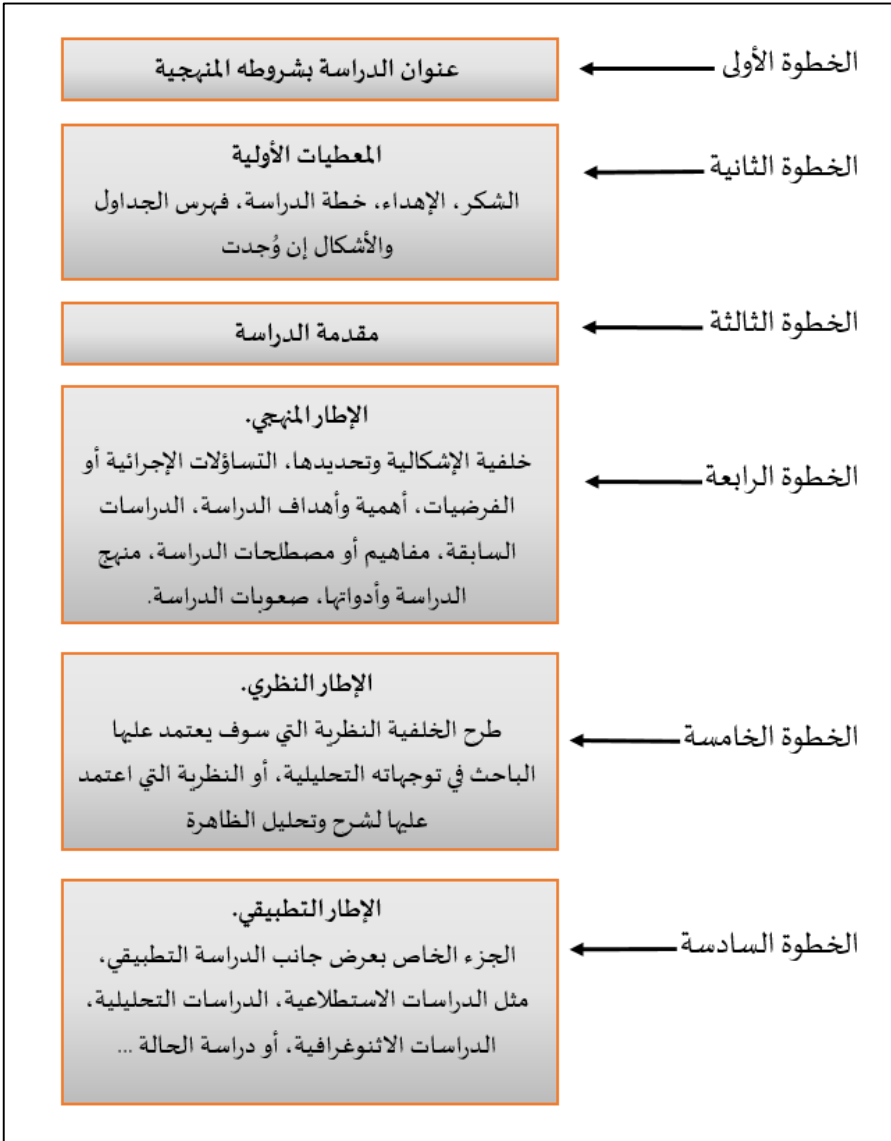 الخطوة الأولى
عنوان الدراسة بشروطه المنهجية
الخطوة الثانية
المعطيات الأولية
الشكر، الإهداء، خطة الدراسة، فهرس الجداول
والأشكال إن وُجدت
الخطوة الثالثة
مقدمة الدراسة
الخطوة الرابعة
الإطار المنهجي.
خلفية الإشكالية وتحديدها، التساؤلات الإجرائية أو
الفرضيات، أهمية وأهداف الدراسة، الدراسات
السابقة، مفاهيم أو مصطلحات الدراسة، منهج
الدراسة وأدواتها، صعوبات الدراسة.
الخطوة الخامسة
الإطار النظري.
طرح الخلفية النظرية التي سوف يعتمد عليها
الباحث في توجهاته التحليلية، أو النظرية التي اعتمد
عليها لشرح وتحليل الظاهرة
الخطوة السادسة
الإطار التطبيقي.
الجزء الخاص بعرض جانب الدراسة التطبيقي،
مثل الدراسات الاستطلاعية، الدراسات التحليلية،
الدراسات الاثنوغرافية، أو دراسة الحالة ...